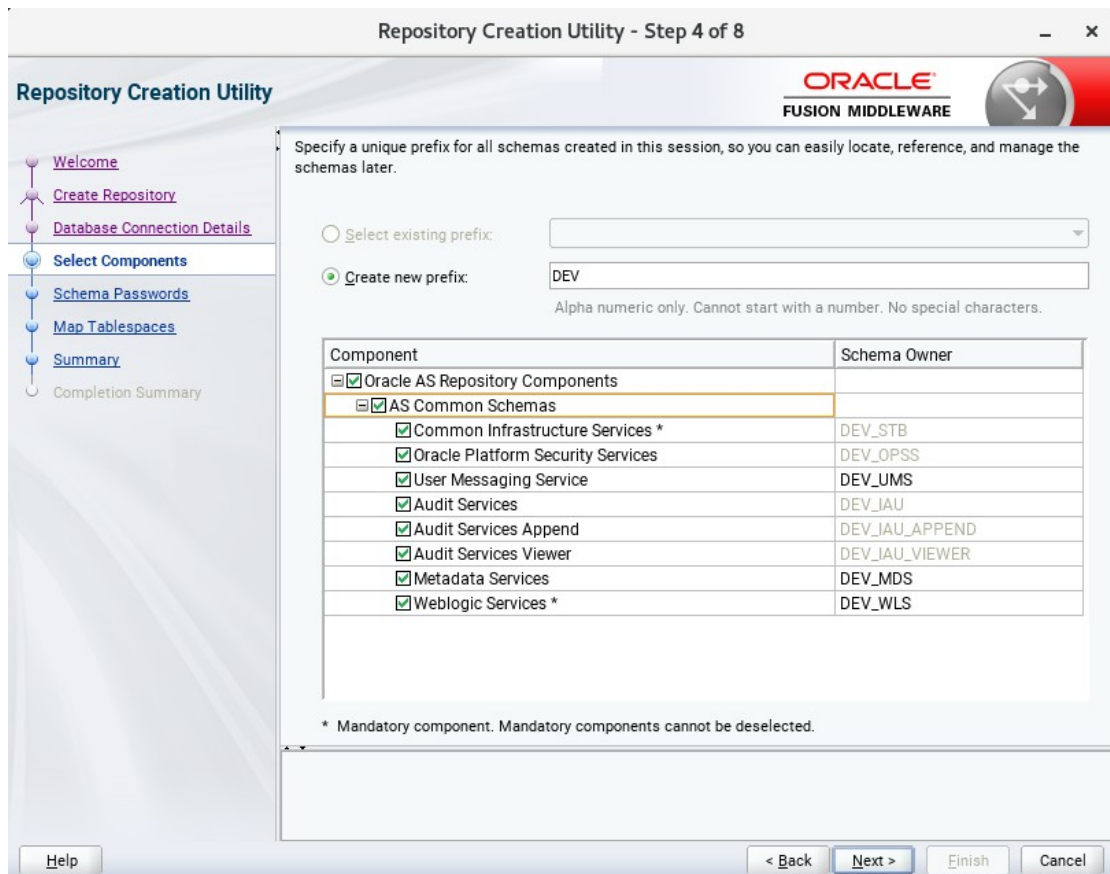 Repository Creation Utility - Step 4 of 8
Repository Creation Utility
ORACLE
FUSION MIDDLEWARE
Welcome
Create Repository
Database Connection Details
Select Components
Schema Passwords
Map Tablespaces
Summary
Completion Summary
Specify a unique prefix for all schemas created in this session, so you can easily locate, reference, and manage the
schemas later.
Select existing prefix:
Create new prefix: DEV
Alpha numeric only. Cannot start with a number. No special characters.
Component Schema Owner
Oracle AS Repository Components
AS Common Schemas
Common Infrastructure Services * DEV_STB
Oracle Platform Security Services DEV_OPSS
User Messaging Service DEV_UMS
Audit Services DEV_IAU
Audit Services Append DEV_IAU_APPEND
Audit Services Viewer DEV_IAU_VIEWER
Metadata Services DEV_MDS
Weblogic Services * DEV_WLS
* Mandatory component. Mandatory components cannot be deselected.
Help < Back Next > Finish Cancel